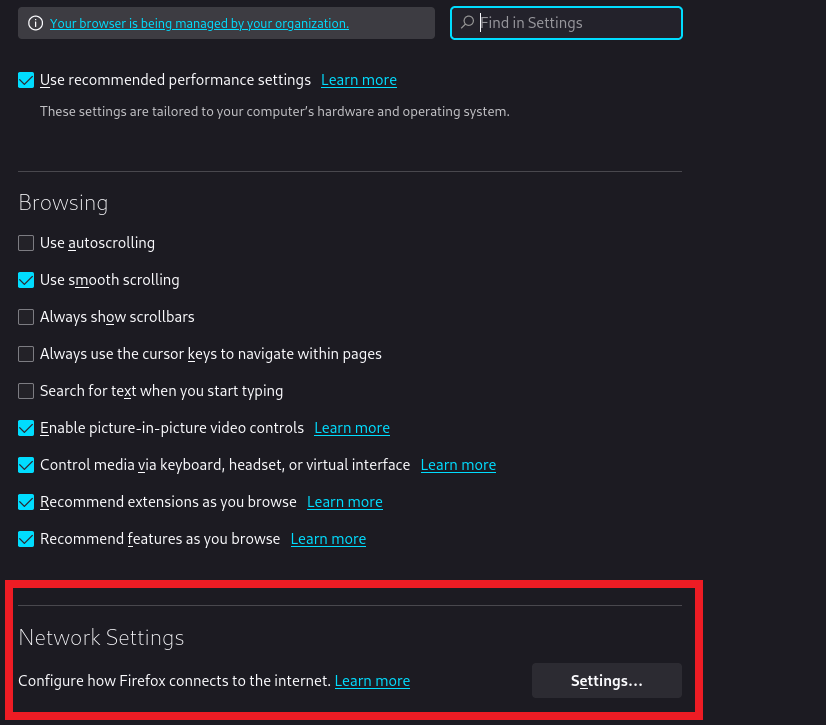 Your browser is being managed by your organization.
Find in Settings
Use recommended performance settings Learn more
These settings are tailored to your computer's hardware and operating system.
Browsing
Use autoscrolling
Use smooth scrolling
Always show scrollbars
Always use the cursor keys to navigate within pages
Search for text when you start typing
Enable picture-in-picture video controls Learn more
Control media via keyboard, headset, or virtual interface Learn more
Recommend extensions as you browse Learn more
Recommend features as you browse Learn more
Network Settings
Configure how Firefox connects to the internet. Learn more
Settings...